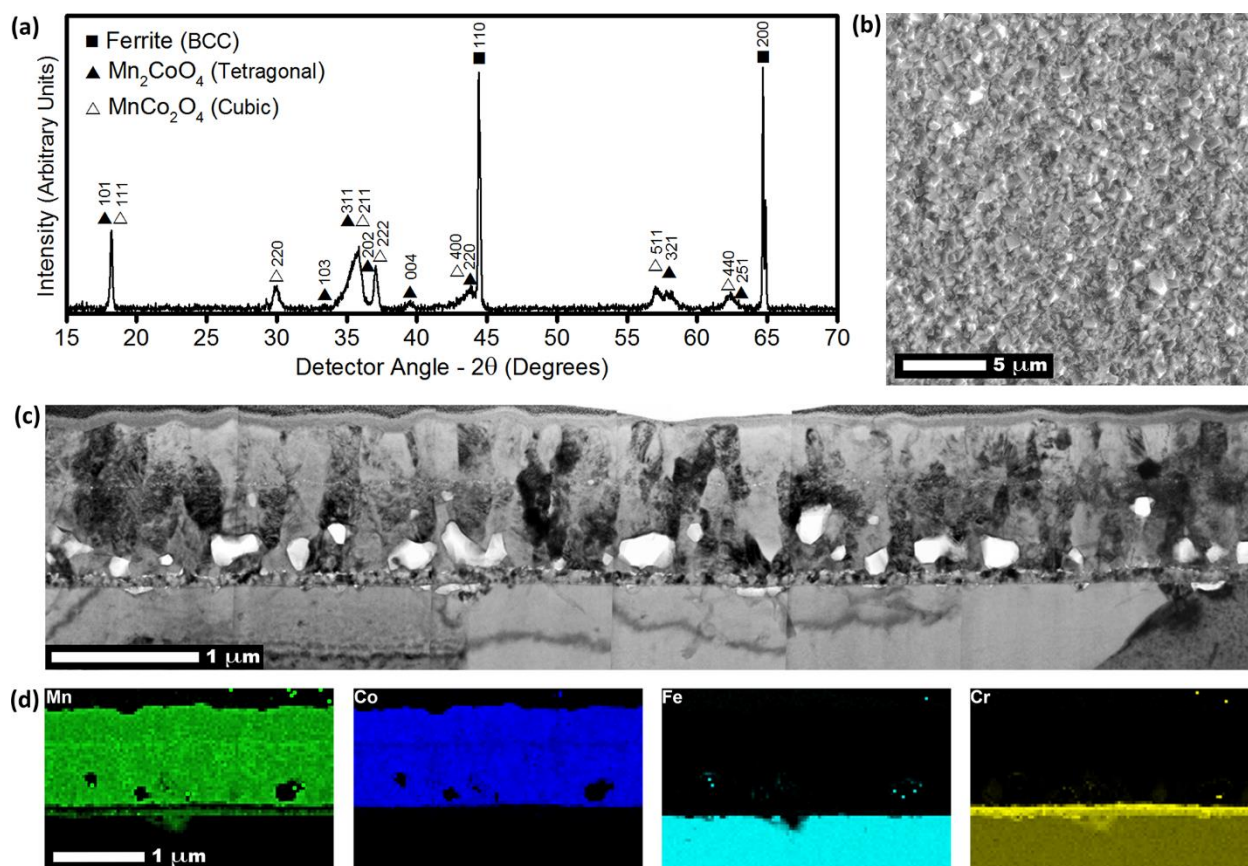 (a)
■ Ferrite (BCC)
▲ Mn₂CoO₄ (Tetragonal)
△ MnCo₂O₄ (Cubic)
▲ 101
△ 111
△ 220
▲ 103
▲ 311
△ 211
▲ 202
△ 222
▲ 004
△ 400
▲ 220
■ 110
△ 511
▲ 321
△ 440
▲ 251
■ 200
Intensity (Arbitrary Units)
15 20 25 30 35 40 45 50 55 60 65 70
Detector Angle - 2θ (Degrees)
(b)
5 μm
(c)
1 μm
(d)
Mn
Co
Fe
Cr
1 μm